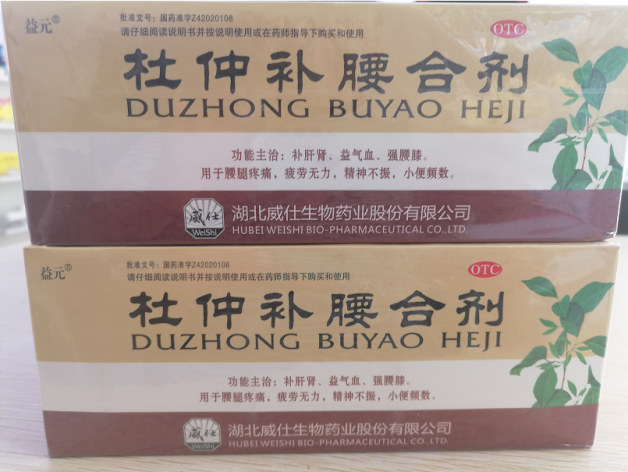 益元®
批准文号：国药准字Z42020108
请仔细阅读说明书并按说明使用或在药师指导下购买和使用
OTC
杜仲补腰合剂
DUZHONG BUYAO HEJI
功能主治：补肝肾、益气血、强腰膝。
用于腰腿疼痛，疲劳无力，精神不振，小便频数。
威仕
WeiShi
湖北威仕生物药业股份有限公司
HUBEI WEISHI BIO-PHARMACEUTICAL CO.,LTD.
益元®
批准文号：国药准字Z42020108
请仔细阅读说明书并按说明使用或在药师指导下购买和使用
OTC
杜仲补腰合剂
DUZHONG BUYAO HEJI
功能主治：补肝肾、益气血、强腰膝。
用于腰腿疼痛，疲劳无力，精神不振，小便频数。
威仕
WeiShi
湖北威仕生物药业股份有限公司
HUBEI WEISHI BIO-PHARMACEUTICAL CO.,LTD.